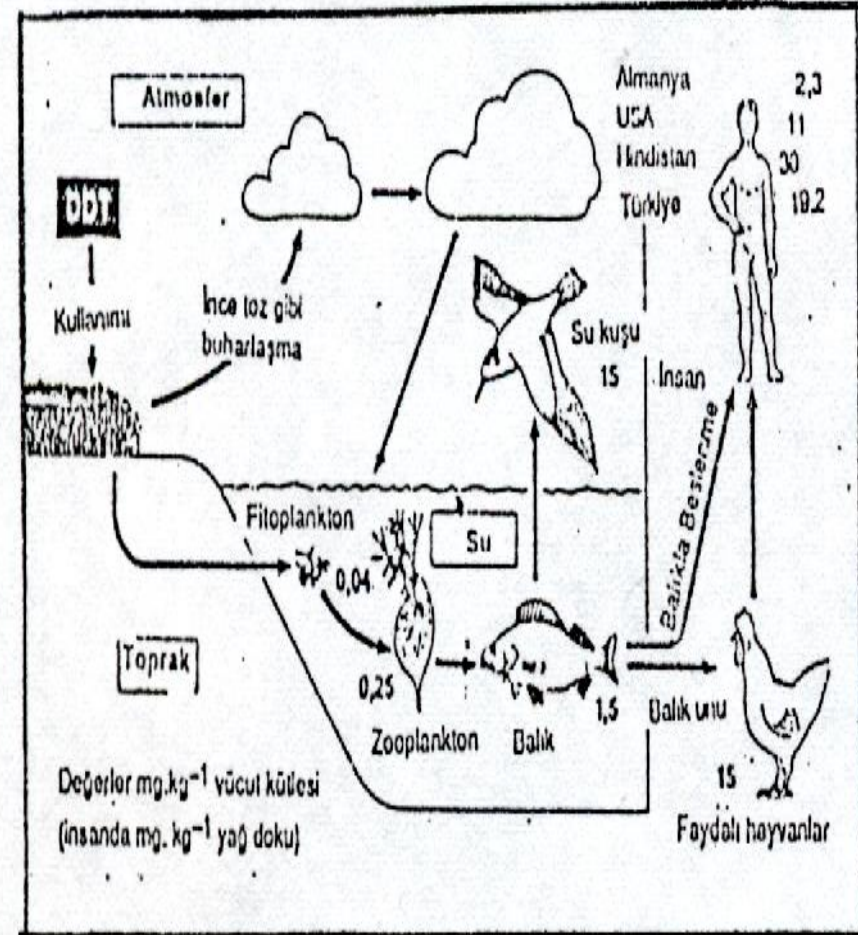 Atmosfer
DDT
Kullanımı
İnce toz gibi
buharlaşma
Almanya 2,3
USA 11
Hindistan 30
Türkiye 19,2
Su kuşu
15
İnsan
Balıkla Beslenme
Fitoplankton
Su
0,04
Toprak
0,25
Zooplankton
Balık
1,5
Balık unu
15
Faydalı hayvanlar
Değerler mg.kg⁻¹ vücut kütlesi
(insanda mg. kg⁻¹ yağ doku)